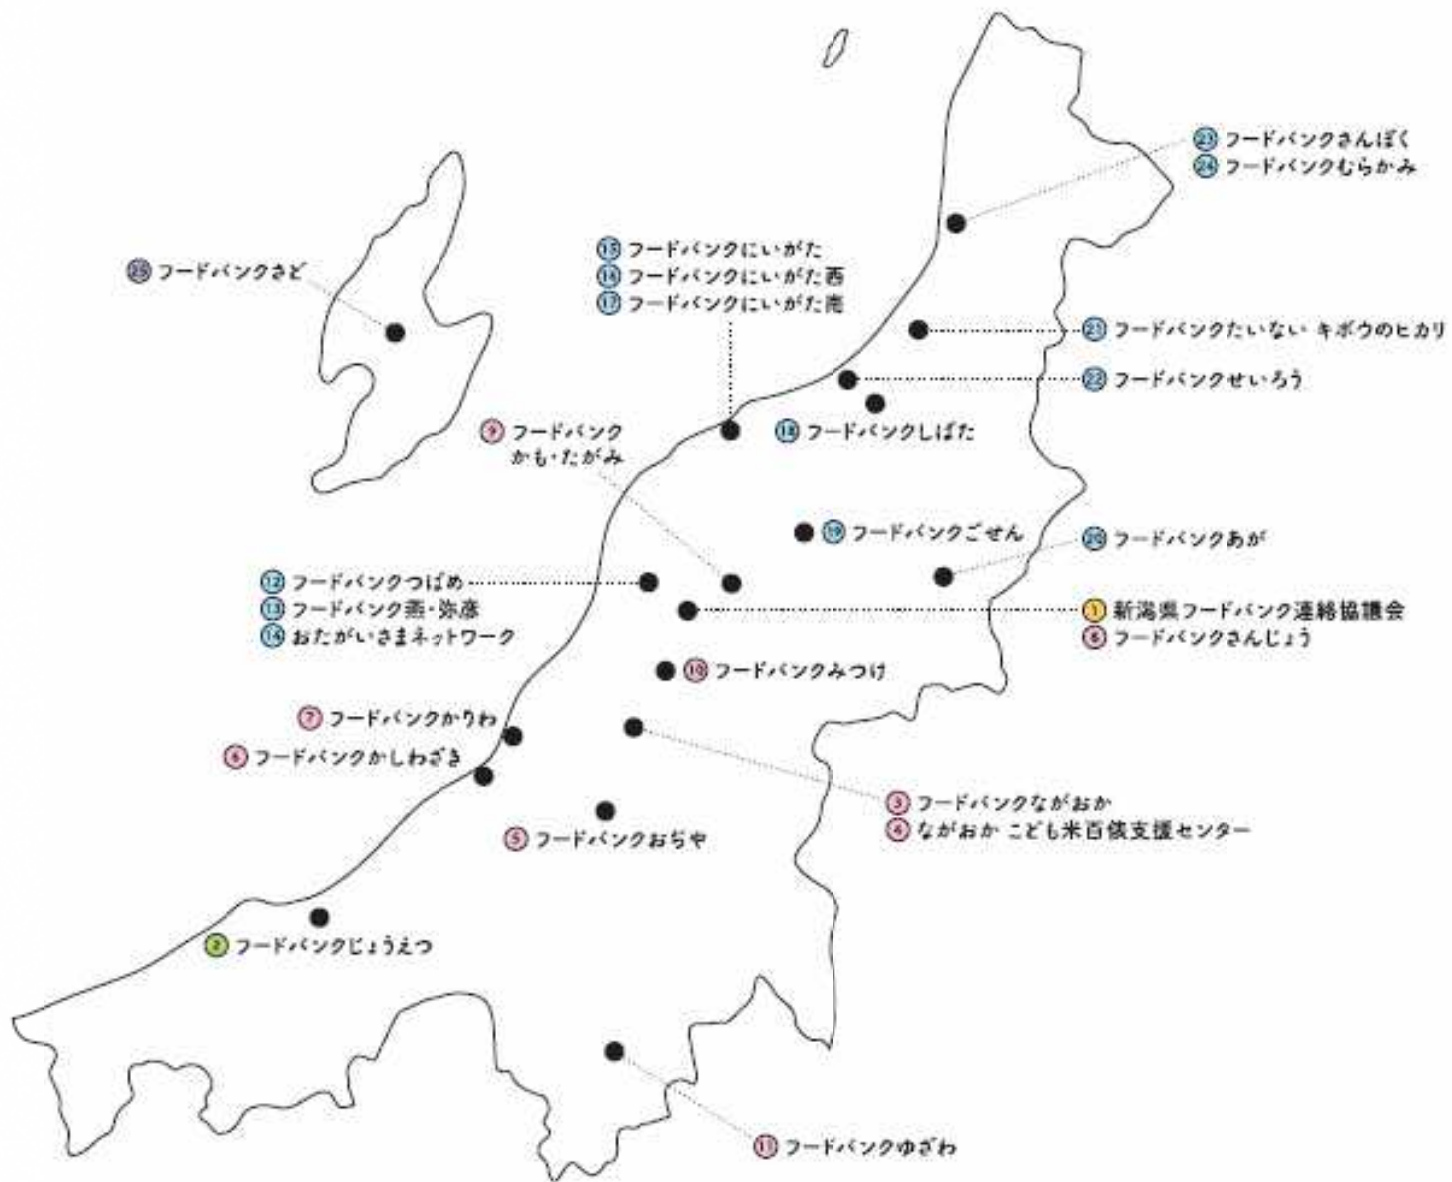 ㉓ フードバンクさんぽく
㉔ フードバンクむらかみ
⑮ フードバンクにいがた
⑯ フードバンクにいがた西
⑰ フードバンクにいがた南
㉕ フードバンクさど
㉑ フードバンクたいない キボウのヒカリ
㉒ フードバンクせいろう
⑱ フードバンクしばた
⑨ フードバンク
かも・たがみ
⑲ フードバンクごせん
⑳ フードバンクあが
⑫ フードバンクつばめ
⑬ フードバンク燕・弥彦
⑭ おたがいさまネットワーク
① 新潟県フードバンク連絡協議会
⑧ フードバンクさんじょう
⑩ フードバンクみつけ
⑦ フードバンクかりわ
⑥ フードバンクかしわざき
③ フードバンクながおか
④ ながおか こども米百俵支援センター
⑤ フードバンクおぢや
② フードバンクじょうえつ
⑪ フードバンクゆざわ